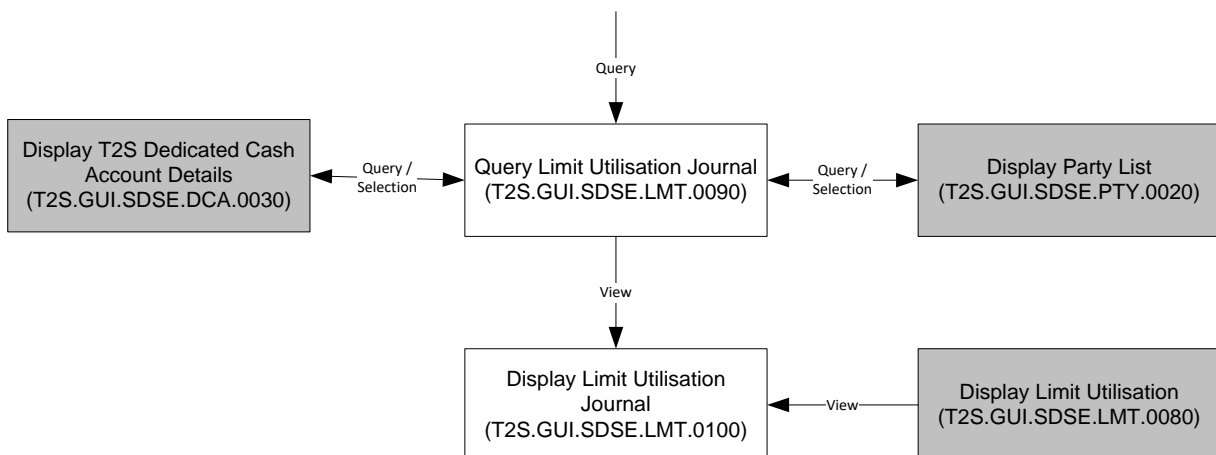 Query
Display T2S Dedicated Cash
Account Details
(T2S.GUI.SDSE.DCA.0030)
Query /
Selection
Query Limit Utilisation Journal
(T2S.GUI.SDSE.LMT.0090)
Query /
Selection
Display Party List
(T2S.GUI.SDSE.PTY.0020)
View
Display Limit Utilisation
Journal
(T2S.GUI.SDSE.LMT.0100)
View
Display Limit Utilisation
(T2S.GUI.SDSE.LMT.0080)